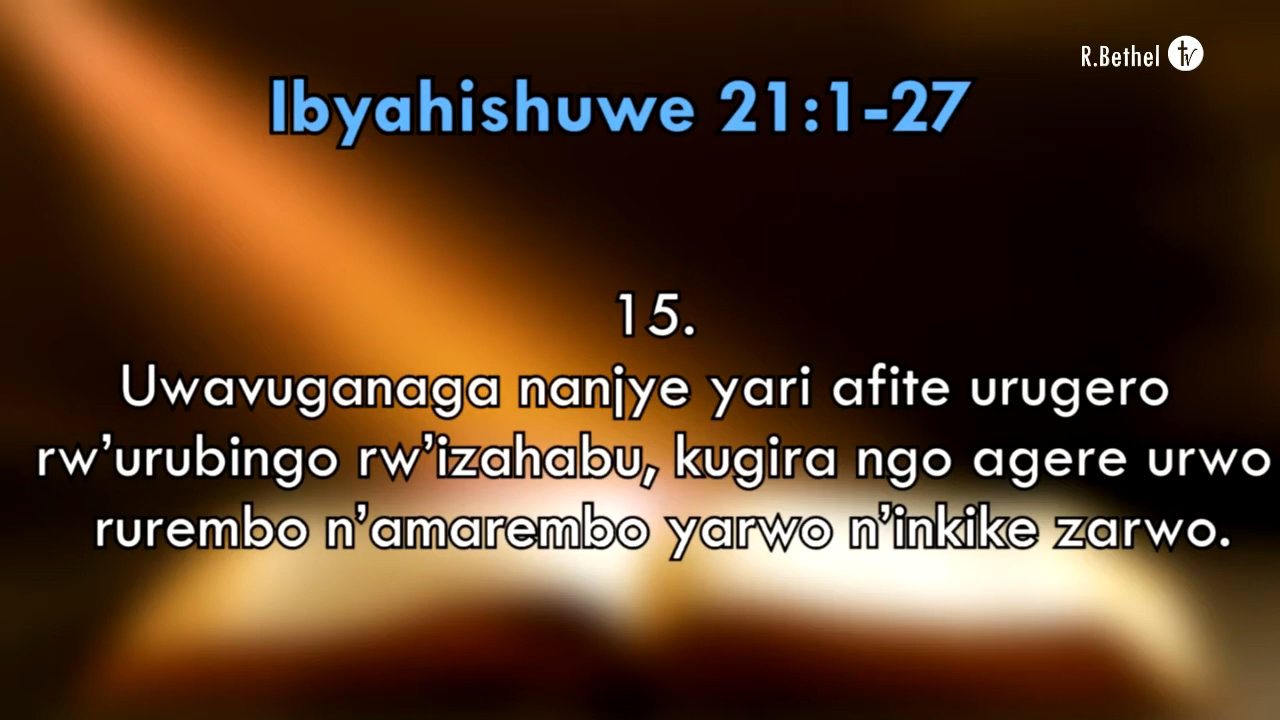 R.Bethel tv
Ibyahishuwe 21:1-27
15.
Uwavuganaga nanjye yari afite urugero
rw’urubingo rw’izahabu, kugira ngo agere urwo
rurembo n’amarembo yarwo n’inkike zarwo.